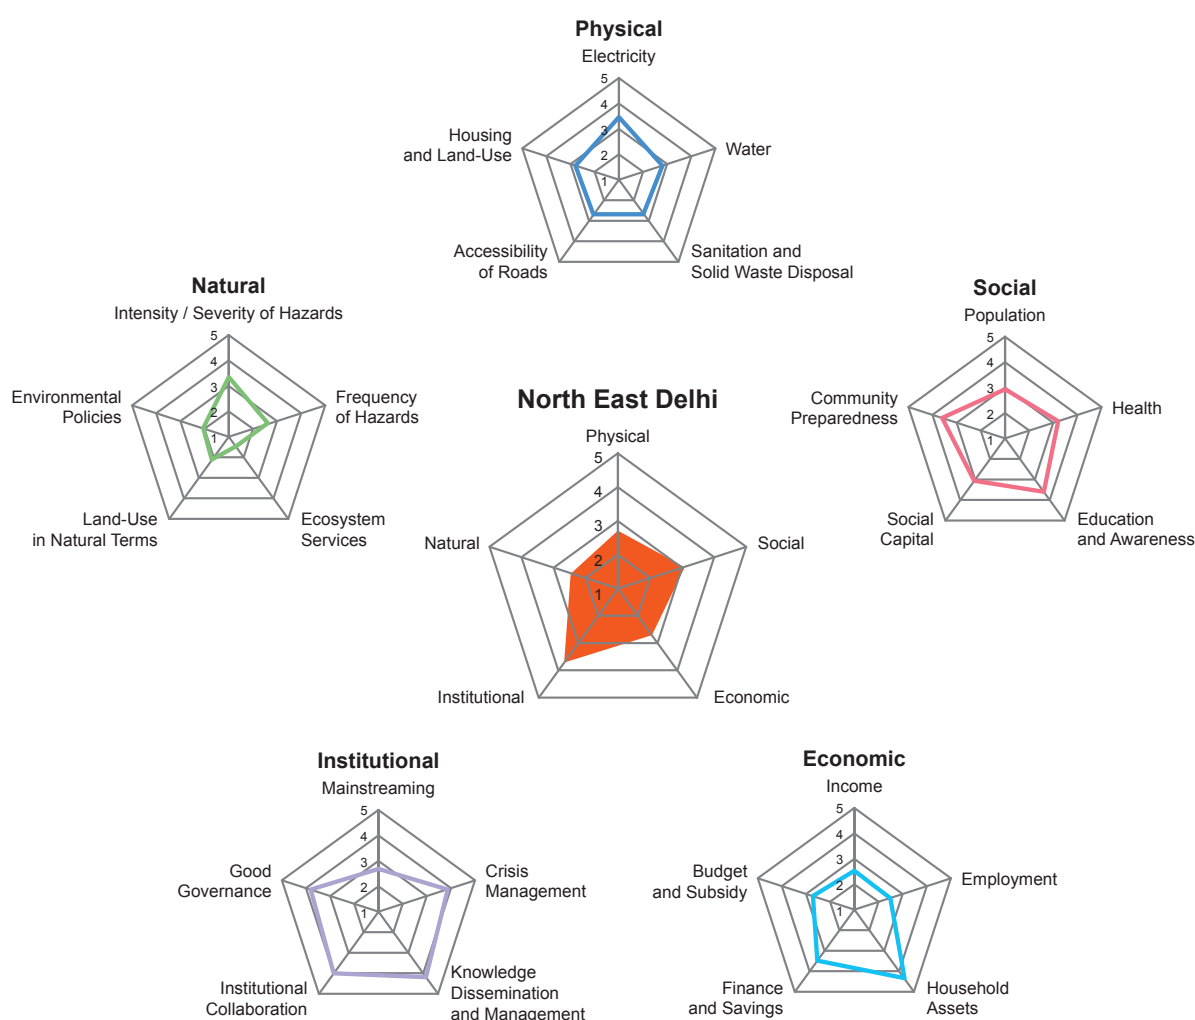 Physical
Electricity
5
4
3
2
1
Housing
and Land-Use
Water
Accessibility
of Roads
Sanitation and
Solid Waste Disposal
Natural
Intensity / Severity of Hazards
5
4
3
2
1
Environmental
Policies
Frequency
of Hazards
Land-Use
in Natural Terms
Ecosystem
Services
Social
Population
5
4
3
2
1
Community
Preparedness
Health
Social
Capital
Education
and Awareness
North East Delhi
Physical
5
4
3
2
1
Natural
Social
Institutional
Economic
Institutional
Mainstreaming
5
4
3
2
1
Good
Governance
Crisis
Management
Institutional
Collaboration
Knowledge
Dissemination
and Management
Economic
Income
5
4
3
2
1
Budget
and Subsidy
Employment
Finance
and Savings
Household
Assets